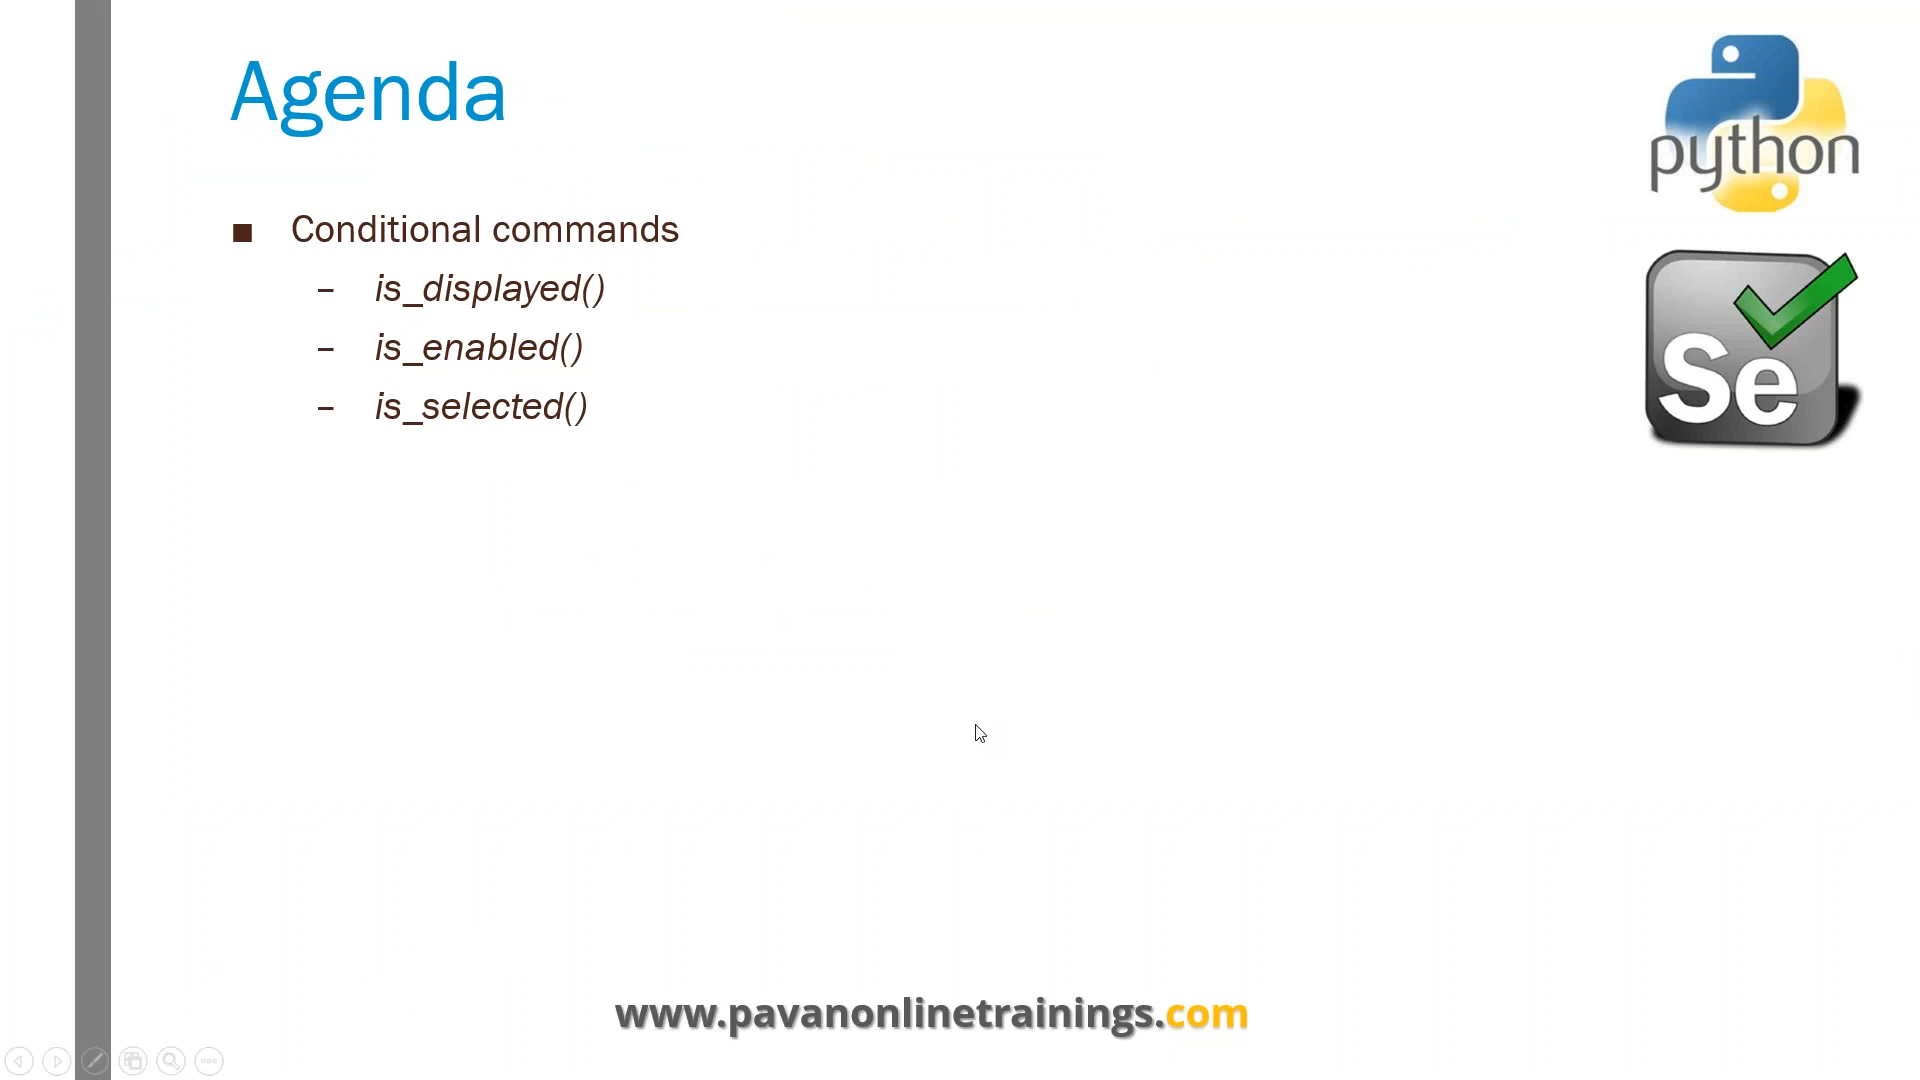 Agenda
python
■ Conditional commands
– is_displayed()
– is_enabled()
– is_selected()
Se
www.pavanonlinetrainings.com